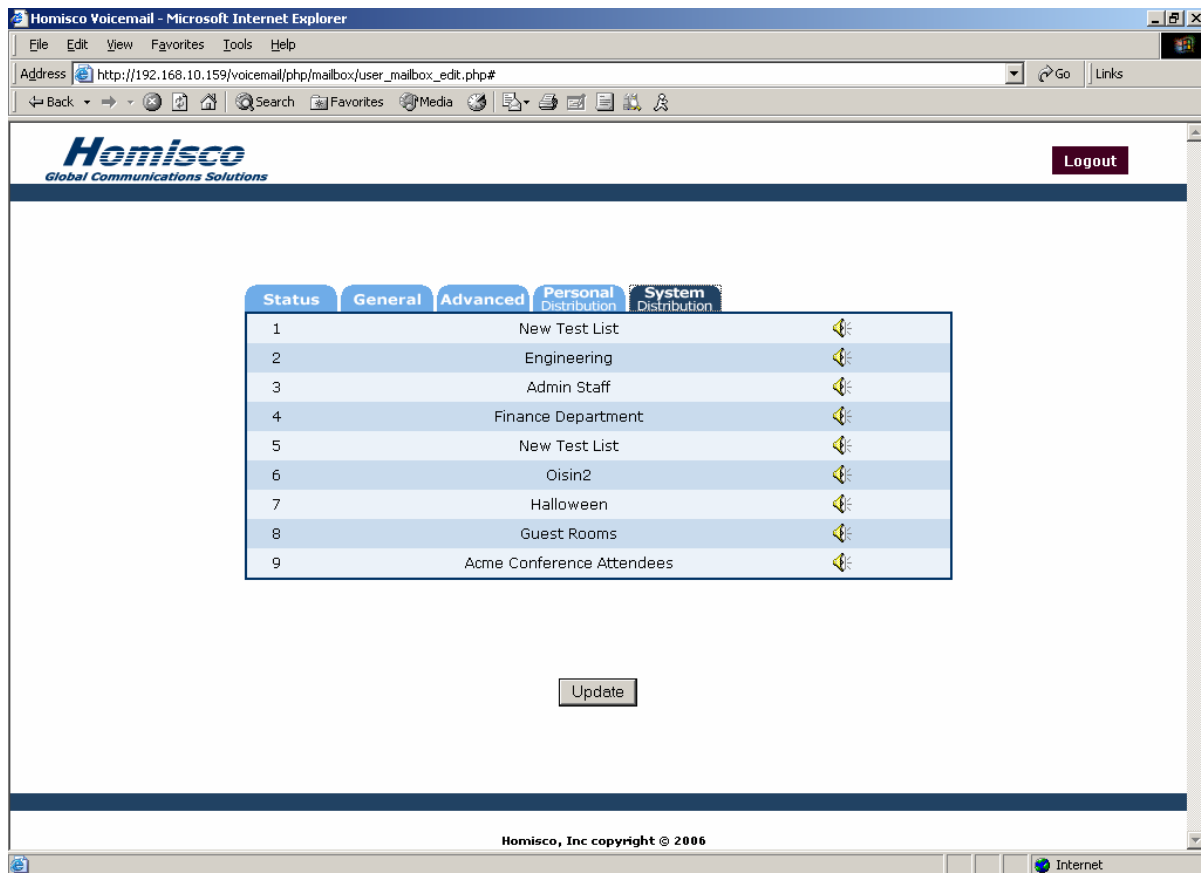 Homisco Voicemail - Microsoft Internet Explorer
File Edit View Favorites Tools Help
Address http://192.168.10.159/voicemail/php/mailbox/user_mailbox_edit.php# Go Links
Back Search Favorites Media
Homisco
Global Communications Solutions
Logout
Status General Advanced Personal Distribution System Distribution
1 New Test List
2 Engineering
3 Admin Staff
4 Finance Department
5 New Test List
6 Oisin2
7 Halloween
8 Guest Rooms
9 Acme Conference Attendees
Update
Homisco, Inc copyright © 2006
Internet